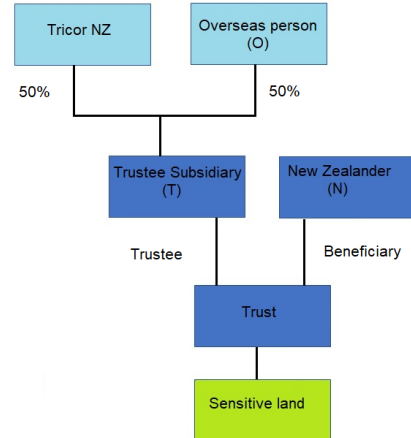 Tricor NZ
Overseas person
(O)
50%
50%
Trustee Subsidiary
(T)
New Zealander
(N)
Trustee
Beneficiary
Trust
Sensitive land